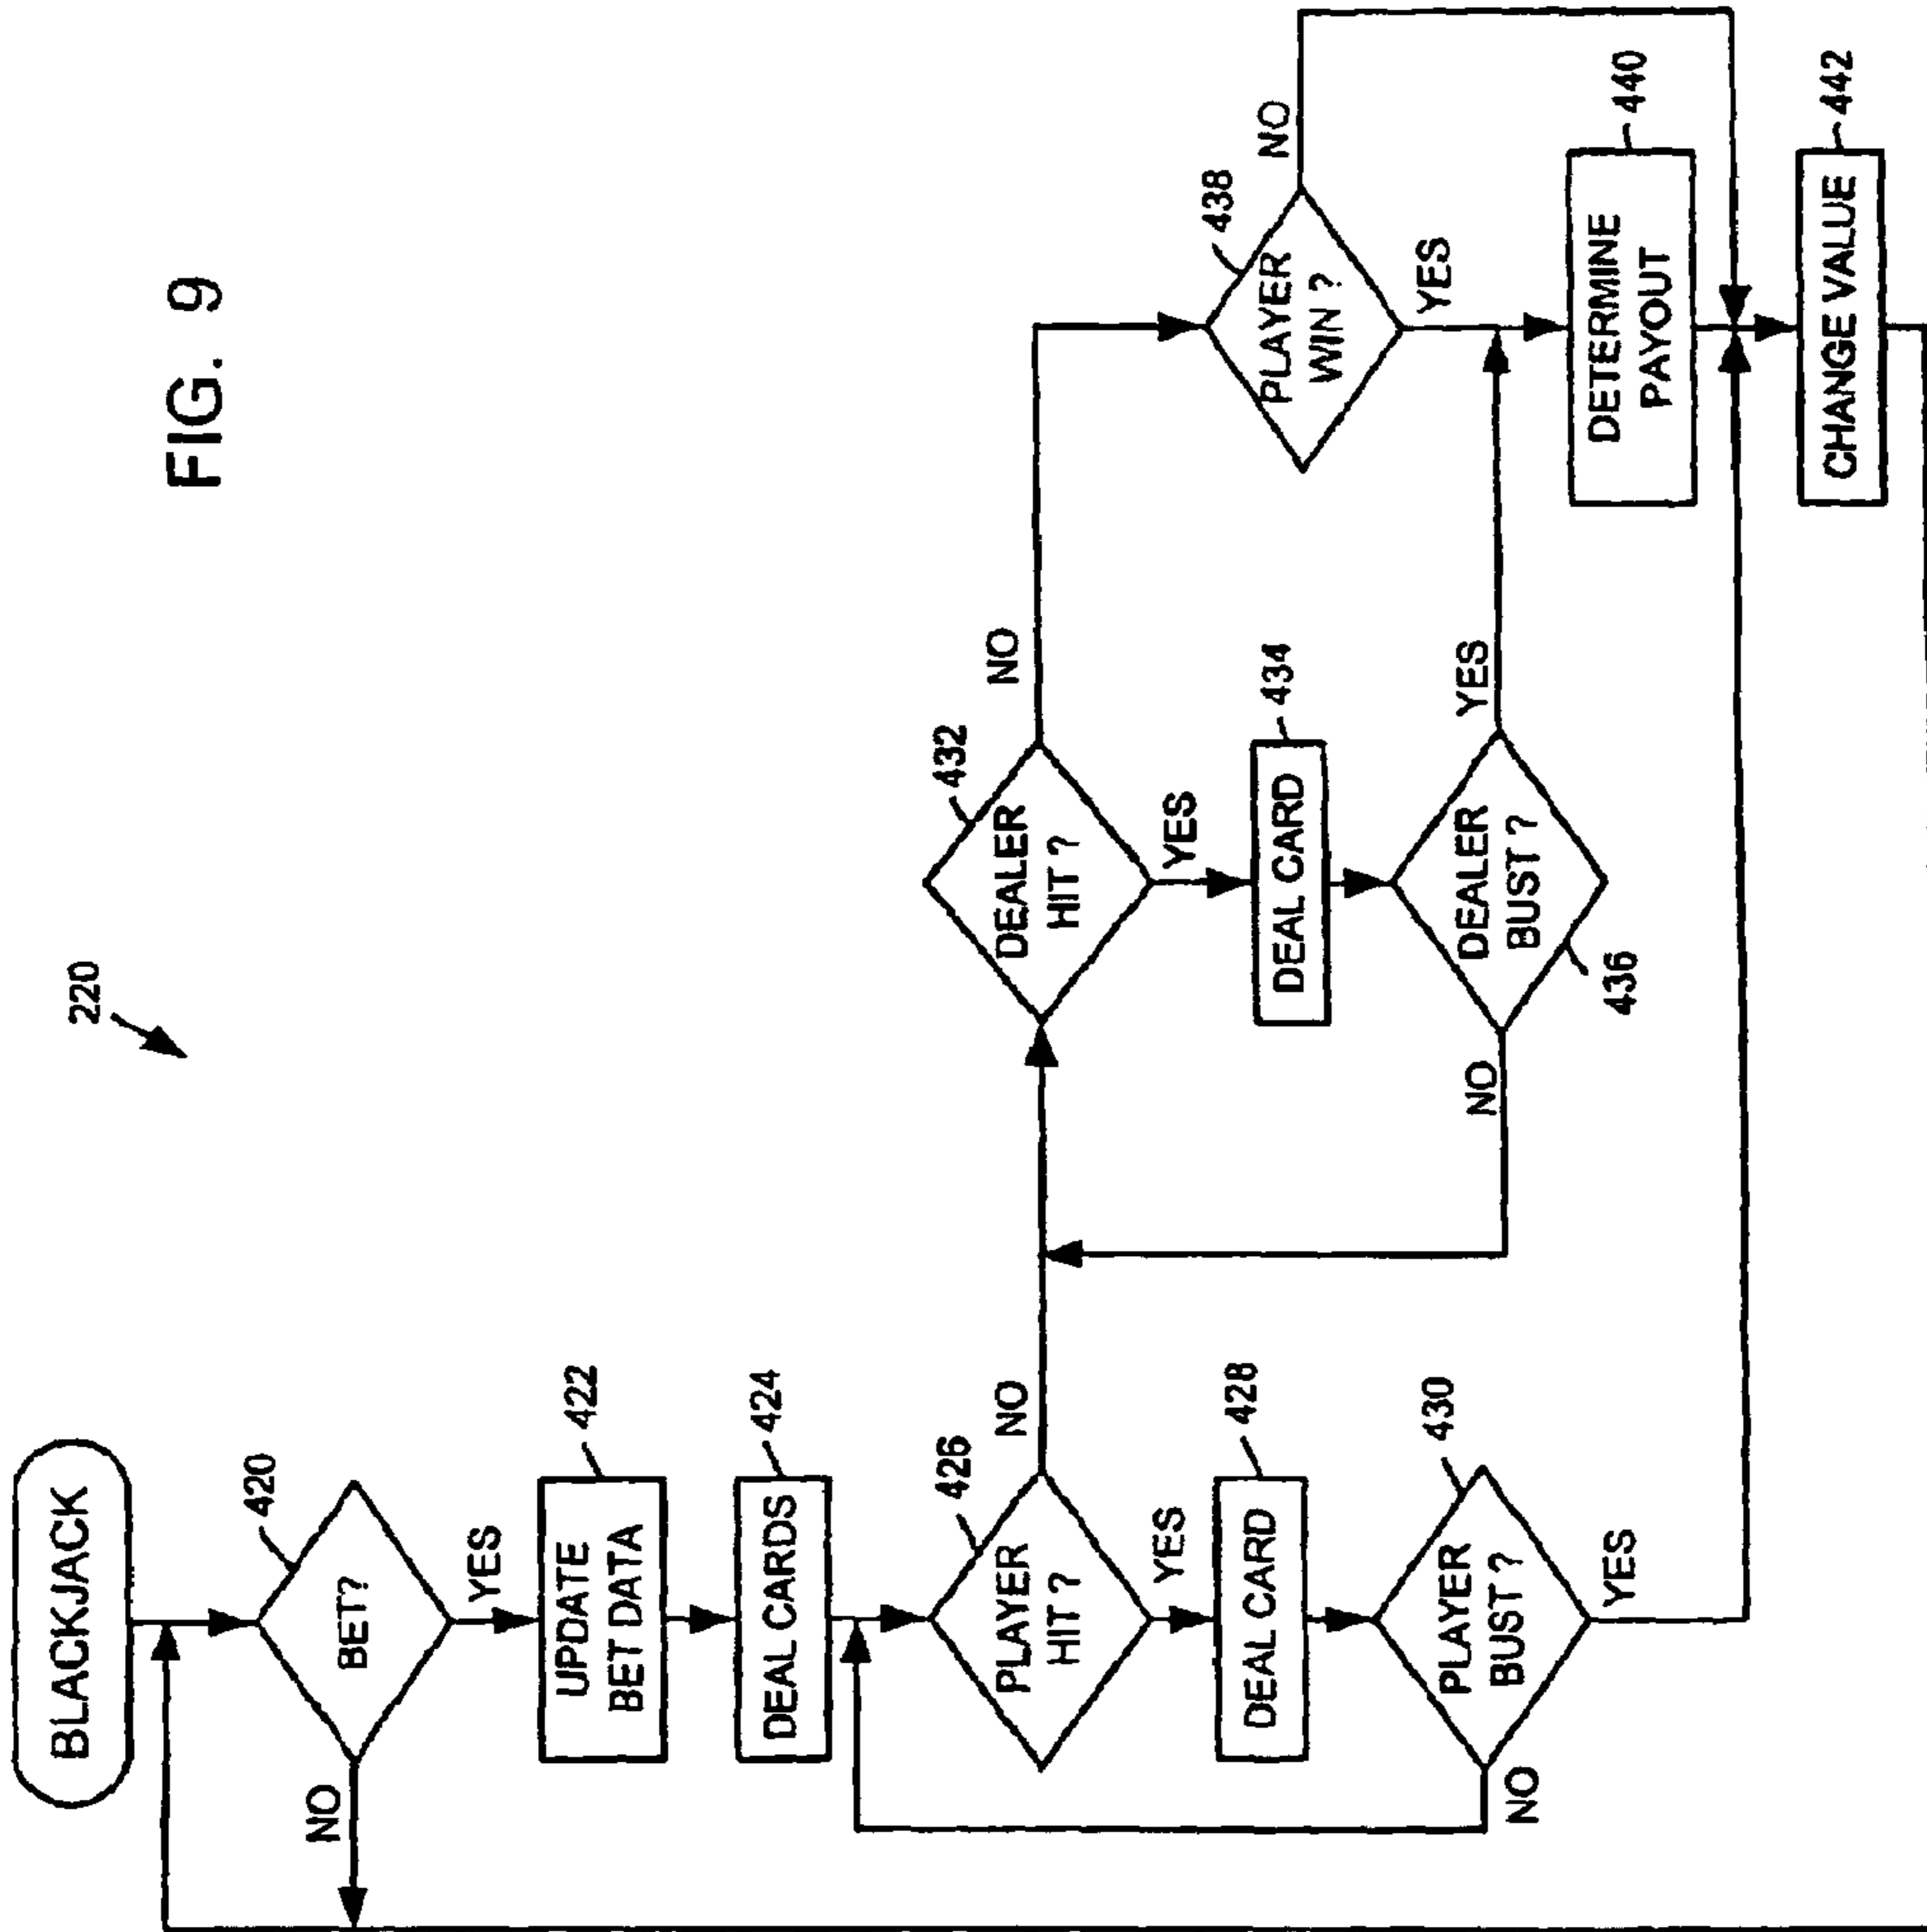 FIG. 9
220
BLACKJACK
420
BET?
NO
YES
422
UPDATE
BET DATA
424
DEAL CARDS
426
PLAYER
HIT ?
NO
YES
428
DEAL CARD
430
PLAYER
BUST ?
NO
YES
432
DEALER
HIT ?
NO
YES
434
DEAL CARD
DEALER
BUST ?
436
NO
YES
438
PLAYER
WIN ?
NO
YES
440
DETERMINE
PAYOUT
442
CHANGE VALUE